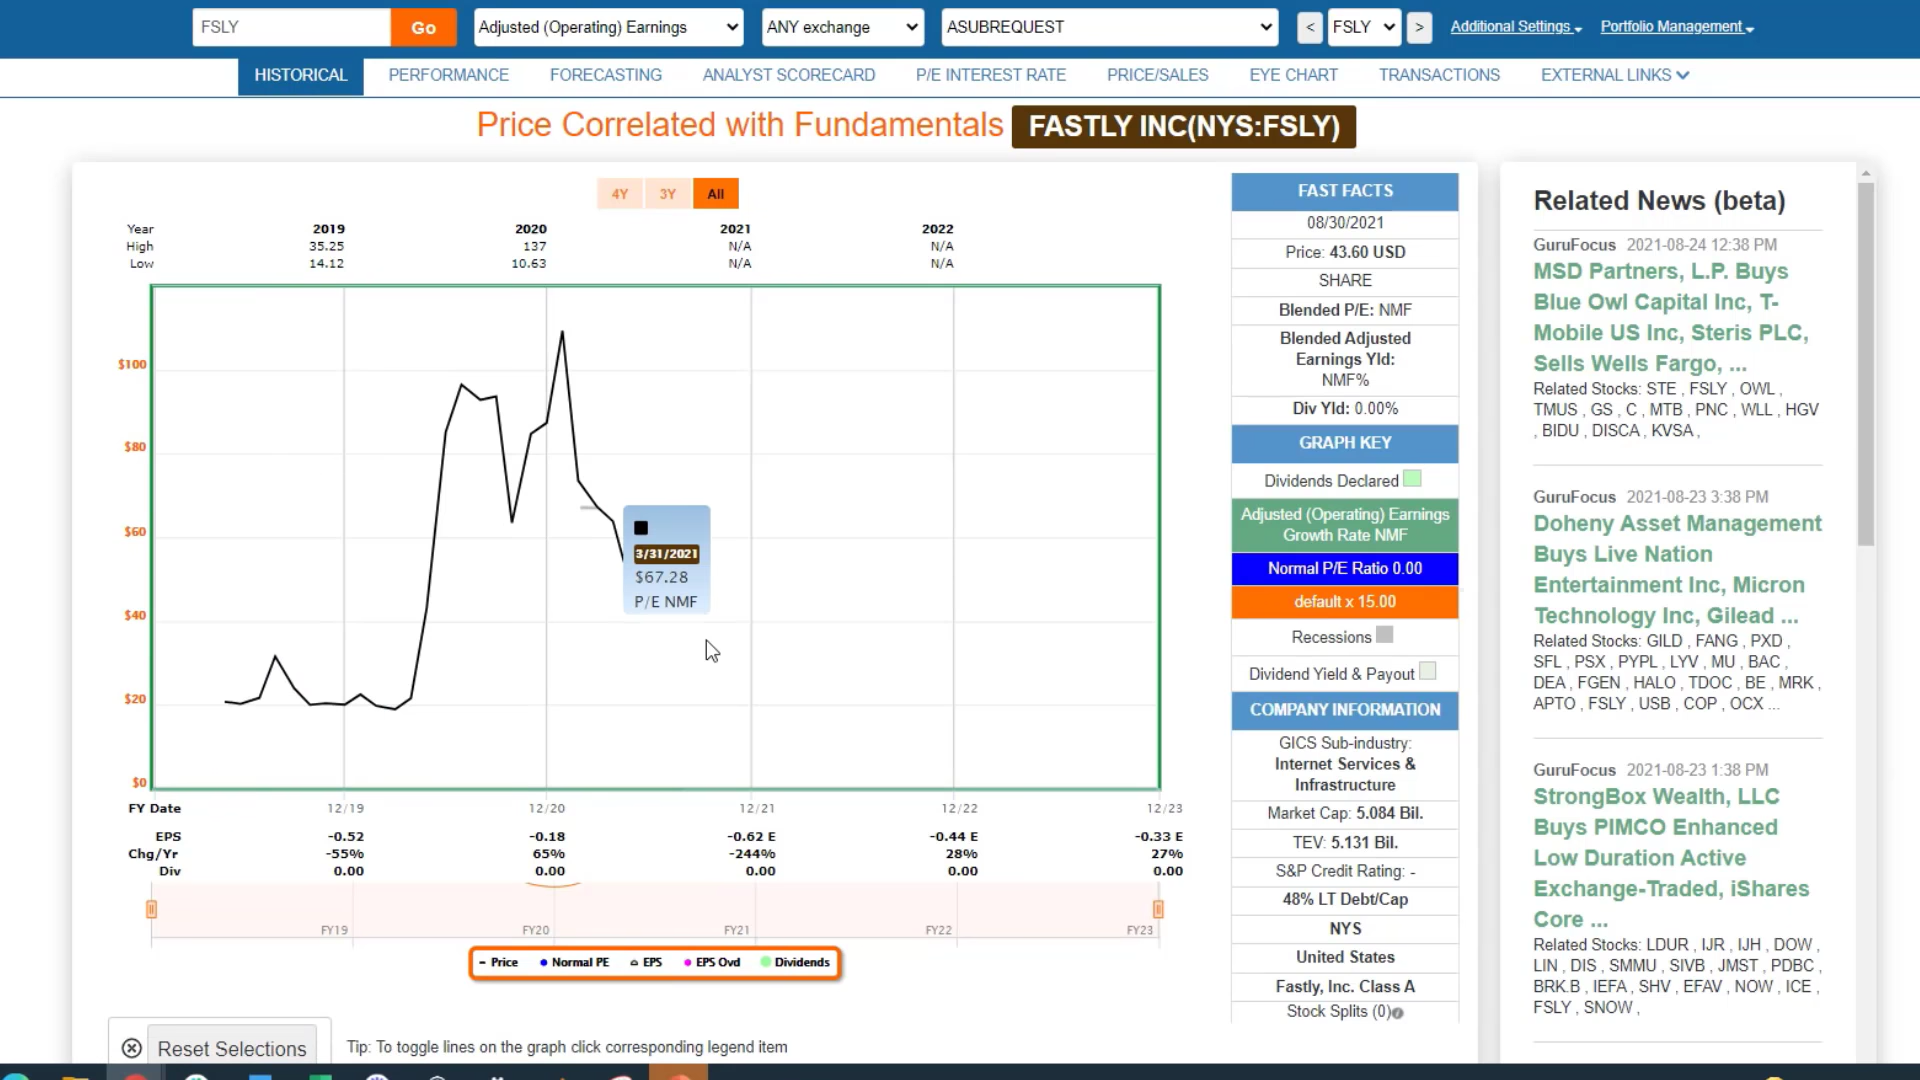 FSLY Go Adjusted (Operating) Earnings ANY exchange ASUBREQUEST < FSLY > Additional Settings Portfolio Management
HISTORICAL PERFORMANCE FORECASTING ANALYST SCORECARD P/E INTEREST RATE PRICE/SALES EYE CHART TRANSACTIONS EXTERNAL LINKS
Price Correlated with Fundamentals FASTLY INC(NYS:FSLY)
4Y 3Y All
Year 2019 2020 2021 2022
High 35.25 137 N/A N/A
Low 14.12 10.63 N/A N/A
$100
$80
$60
$40
$20
$0
3/31/2021
$67.28
P/E NMF
FY Date 12/19 12/20 12/21 12/22 12/23
EPS -0.52 -0.18 -0.62 E -0.44 E -0.33 E
Chg/Yr -55% 65% -244% 28% 27%
Div 0.00 0.00 0.00 0.00 0.00
FY19 FY20 FY21 FY22 FY23
Price Normal PE EPS EPS Ovd Dividends
Reset Selections
Tip: To toggle lines on the graph click corresponding legend item
FAST FACTS
08/30/2021
Price: 43.60 USD
SHARE
Blended P/E: NMF
Blended Adjusted
Earnings Yld:
NMF%
Div Yld: 0.00%
GRAPH KEY
Dividends Declared
Adjusted (Operating) Earnings
Growth Rate NMF
Normal P/E Ratio 0.00
default x 15.00
Recessions
Dividend Yield & Payout
COMPANY INFORMATION
GICS Sub-industry:
Internet Services &
Infrastructure
Market Cap: 5.084 Bil.
TEV: 5.131 Bil.
S&P Credit Rating: -
48% LT Debt/Cap
NYS
United States
Fastly, Inc. Class A
Stock Splits (0)
Related News (beta)
GuruFocus 2021-08-24 12:38 PM
MSD Partners, L.P. Buys
Blue Owl Capital Inc, T-
Mobile US Inc, Steris PLC,
Sells Wells Fargo, ...
Related Stocks: STE , FSLY , OWL ,
TMUS , GS , C , MTB , PNC , WLL , HGV
, BIDU , DISCA , KVSA ,
GuruFocus 2021-08-23 3:38 PM
Doheny Asset Management
Buys Live Nation
Entertainment Inc, Micron
Technology Inc, Gilead ...
Related Stocks: GILD , FANG , PXD ,
SFL , PSX , PYPL , LYV , MU , BAC ,
DEA , FGEN , HALO , TDOC , BE , MRK ,
APTO , FSLY , USB , COP , OCX ...
GuruFocus 2021-08-23 1:38 PM
StrongBox Wealth, LLC
Buys PIMCO Enhanced
Low Duration Active
Exchange-Traded, iShares
Core ...
Related Stocks: LDUR , IJR , IJH , DOW ,
LIN , DIS , SMMU , SIVB , JMST , PDBC ,
BRK.B , IEFA , SHV , EFAV , NOW , ICE ,
FSLY , SNOW ,